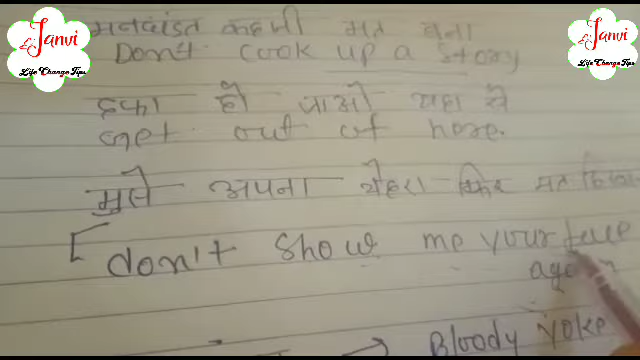 Janvi
Life Change Tips
Janvi
Life Change Tips
मनघड़ंत कहानी मत बना
Don't cook up a story
दफा हो जाओ यहा से
Get out of here.
मुझे अपना चेहरा फिर मत
don't show me your face
Bloody Yoke